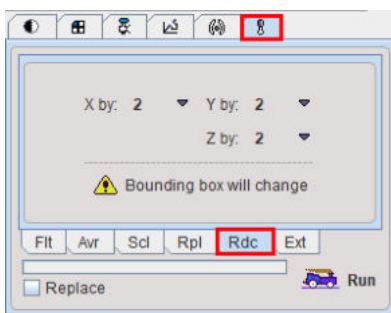 X by: 2 Y by: 2
Z by: 2
Bounding box will change
Flt Avr Scl Rpl Rdc Ext
Replace Run